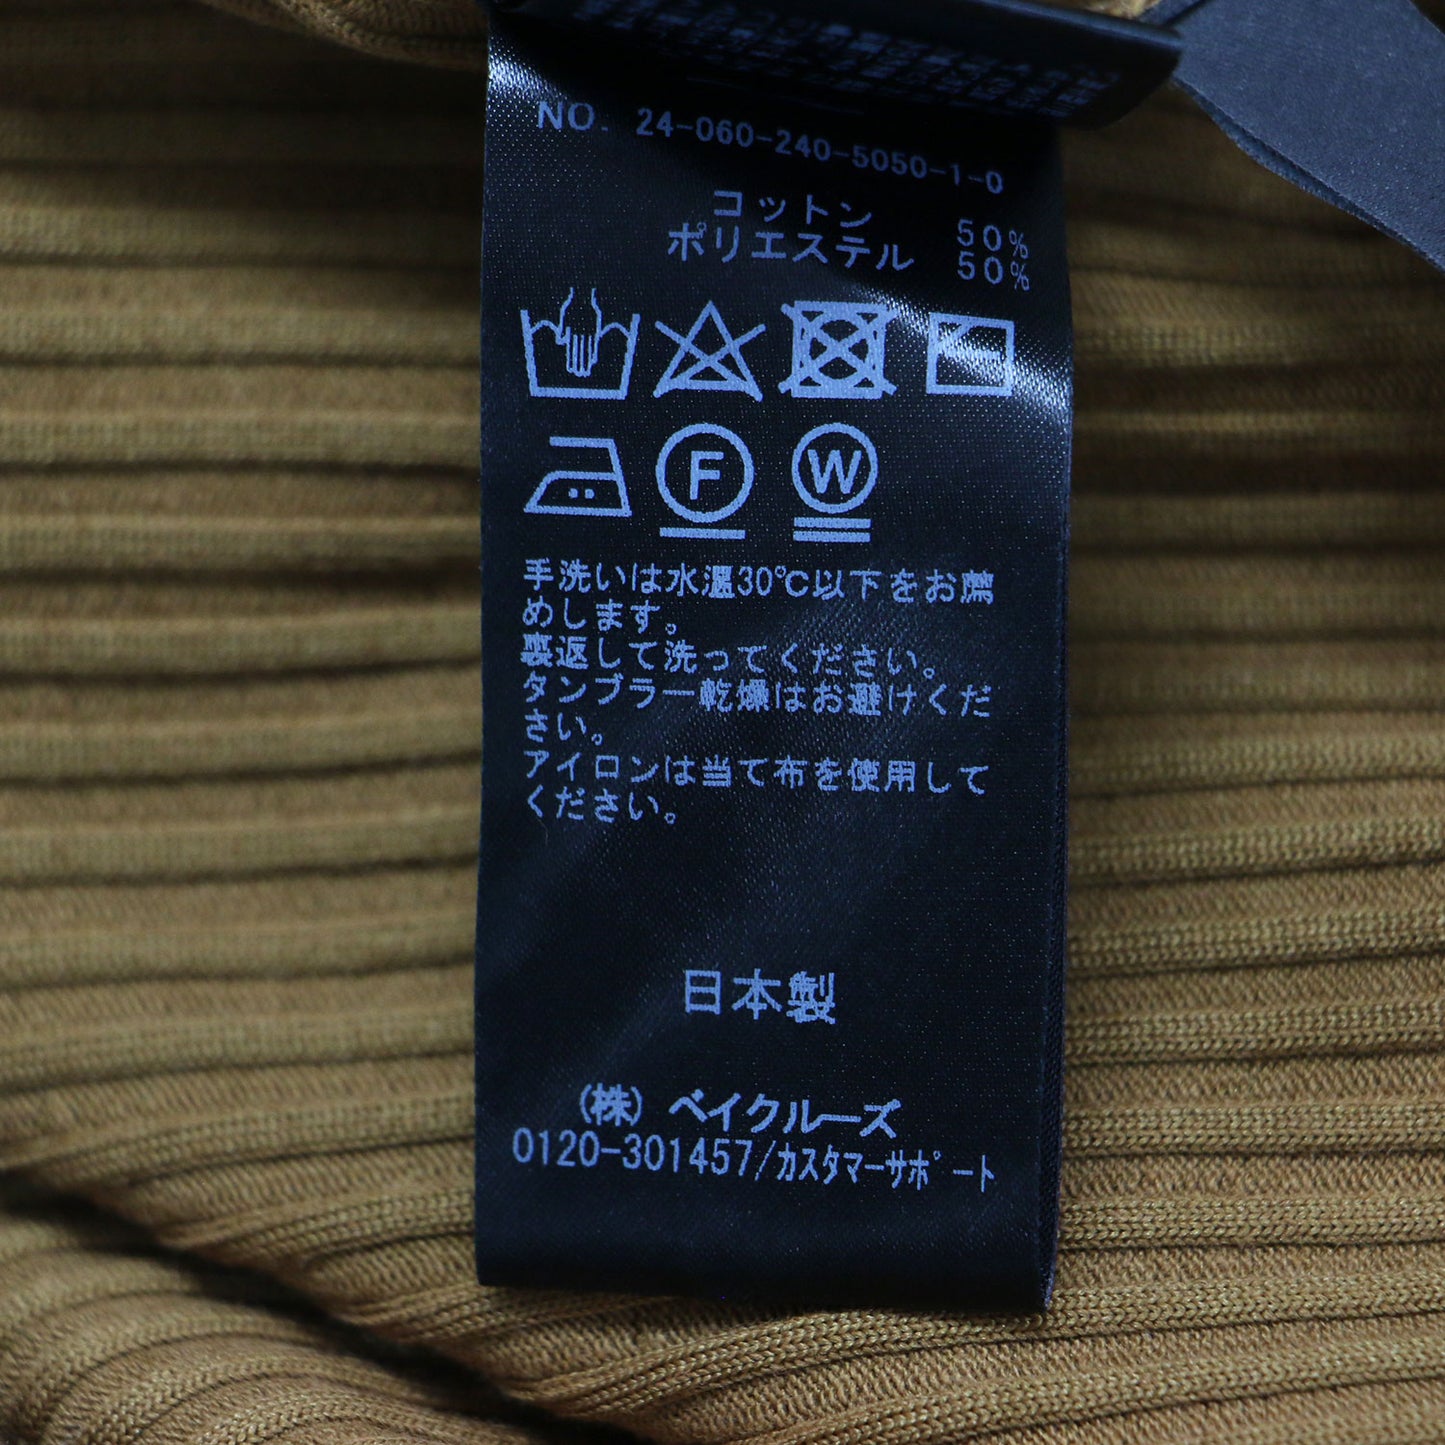 NO. 24-060-240-5050-1-0
コットン 50%
ポリエステル 50%
F W
手洗いは水温30℃以下をお薦
めします。
裏返して洗ってください。
タンブラー乾燥はお避けくだ
さい。
アイロンは当て布を使用して
ください。
日本製
(株) ベイクルーズ
0120-301457/カスタマーサポート